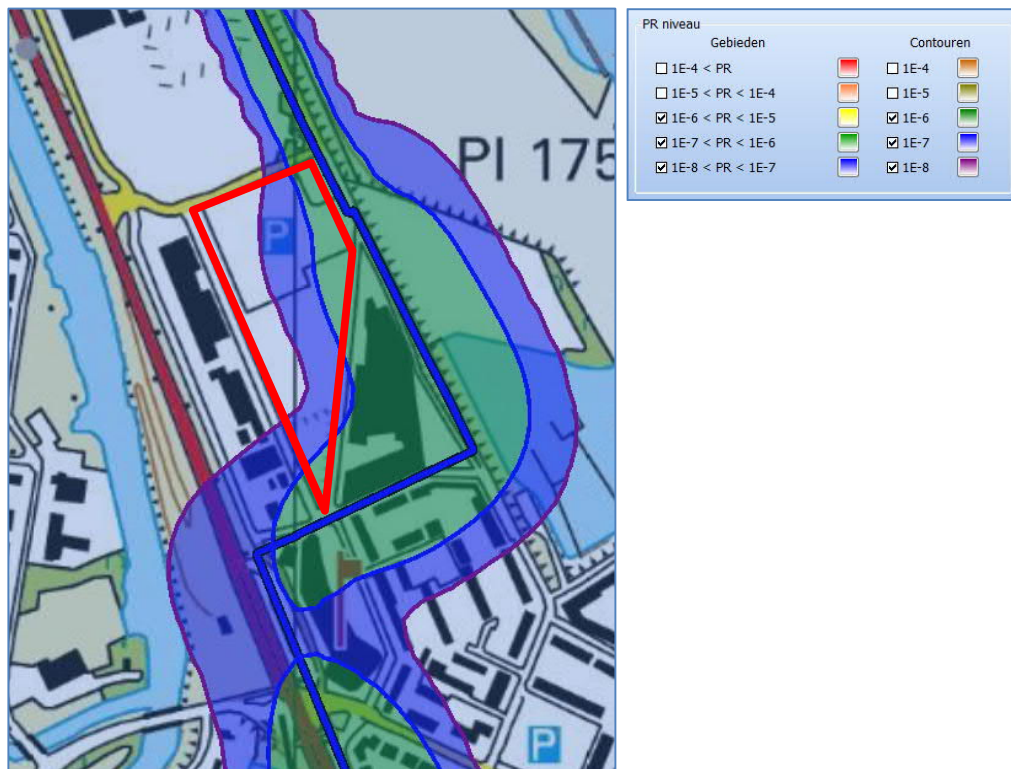 PR niveau
Gebieden Contouren
1E-4 < PR 1E-4
1E-5 < PR < 1E-4 1E-5
1E-6 < PR < 1E-5 1E-6
1E-7 < PR < 1E-6 1E-7
1E-8 < PR < 1E-7 1E-8
Pl 175
P
P